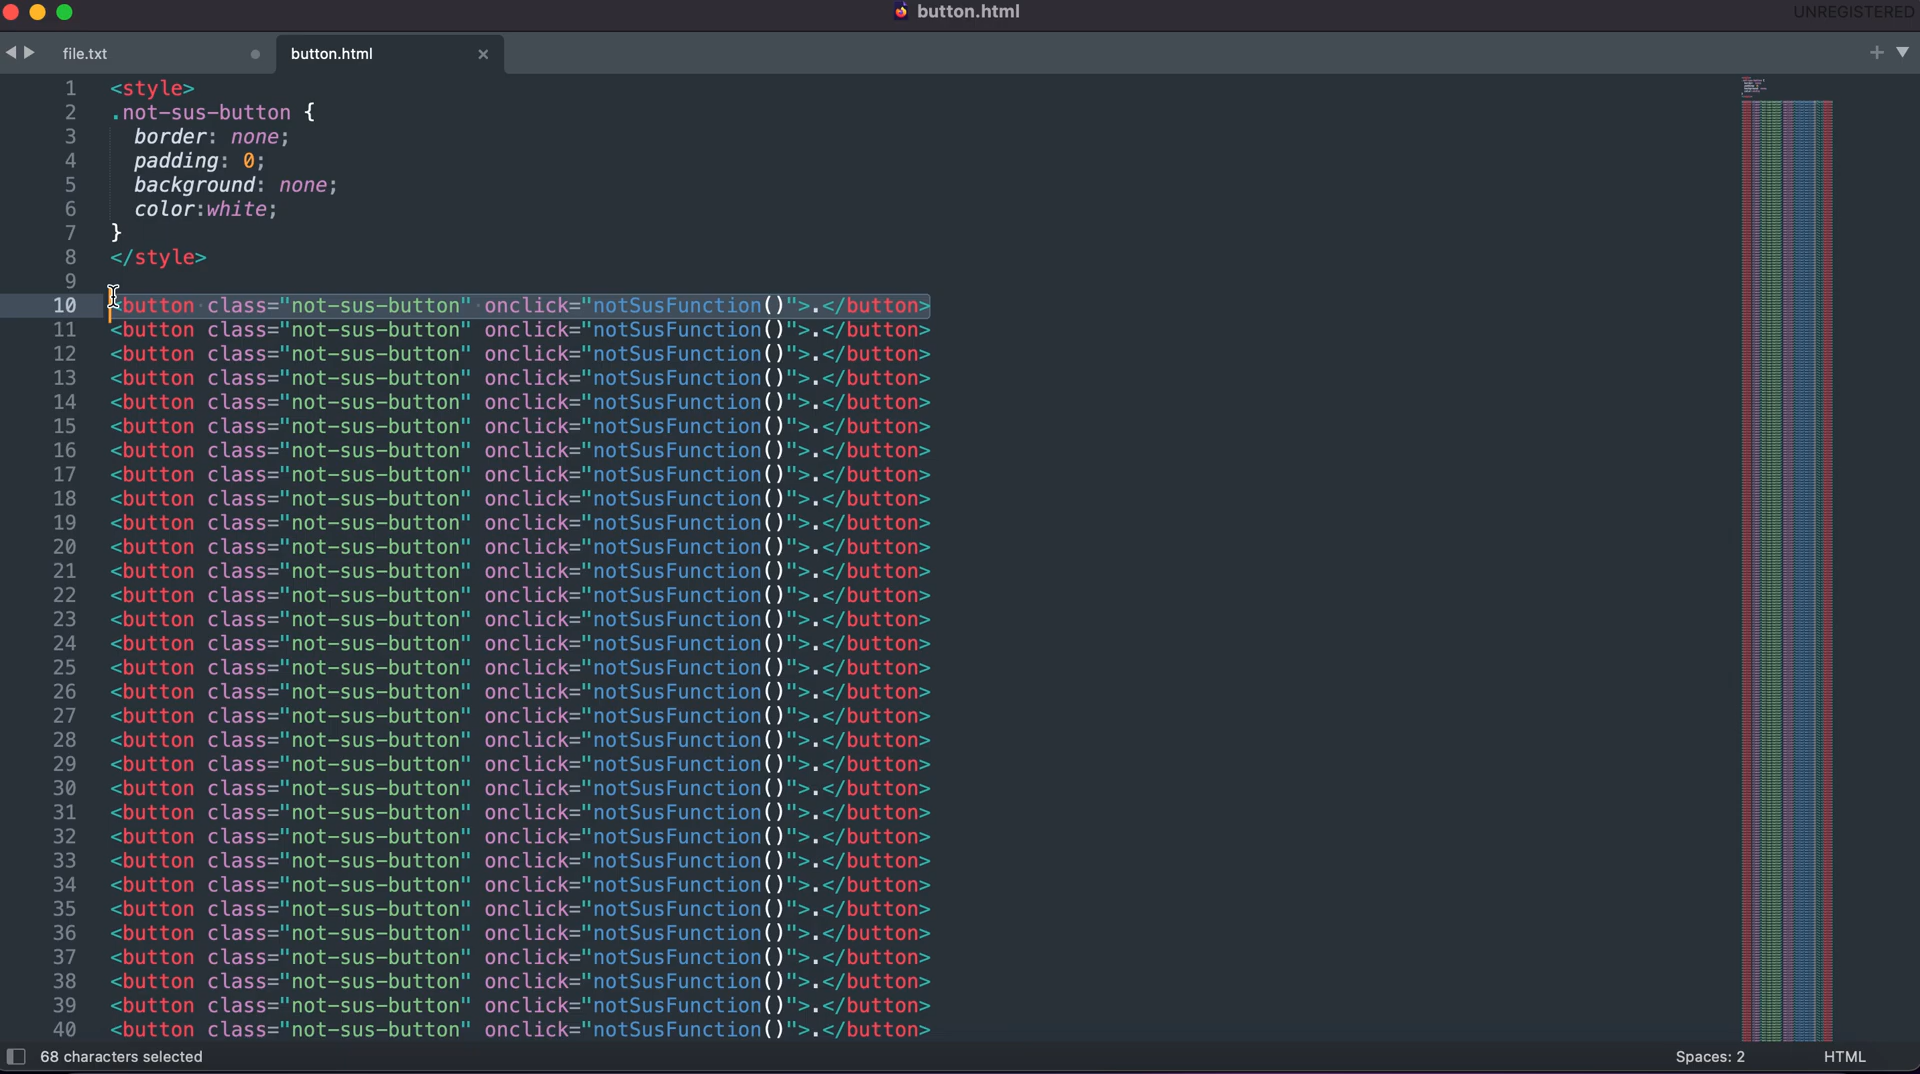 button.html
UNREGISTERED
file.txt
button.html
1 <style>
2 .not-sus-button {
3 border: none;
4 padding: 0;
5 background: none;
6 color:white;
7 }
8 </style>
9
10 <button class="not-sus-button" onclick="notSusFunction()">.</button>
11 <button class="not-sus-button" onclick="notSusFunction()">.</button>
12 <button class="not-sus-button" onclick="notSusFunction()">.</button>
13 <button class="not-sus-button" onclick="notSusFunction()">.</button>
14 <button class="not-sus-button" onclick="notSusFunction()">.</button>
15 <button class="not-sus-button" onclick="notSusFunction()">.</button>
16 <button class="not-sus-button" onclick="notSusFunction()">.</button>
17 <button class="not-sus-button" onclick="notSusFunction()">.</button>
18 <button class="not-sus-button" onclick="notSusFunction()">.</button>
19 <button class="not-sus-button" onclick="notSusFunction()">.</button>
20 <button class="not-sus-button" onclick="notSusFunction()">.</button>
21 <button class="not-sus-button" onclick="notSusFunction()">.</button>
22 <button class="not-sus-button" onclick="notSusFunction()">.</button>
23 <button class="not-sus-button" onclick="notSusFunction()">.</button>
24 <button class="not-sus-button" onclick="notSusFunction()">.</button>
25 <button class="not-sus-button" onclick="notSusFunction()">.</button>
26 <button class="not-sus-button" onclick="notSusFunction()">.</button>
27 <button class="not-sus-button" onclick="notSusFunction()">.</button>
28 <button class="not-sus-button" onclick="notSusFunction()">.</button>
29 <button class="not-sus-button" onclick="notSusFunction()">.</button>
30 <button class="not-sus-button" onclick="notSusFunction()">.</button>
31 <button class="not-sus-button" onclick="notSusFunction()">.</button>
32 <button class="not-sus-button" onclick="notSusFunction()">.</button>
33 <button class="not-sus-button" onclick="notSusFunction()">.</button>
34 <button class="not-sus-button" onclick="notSusFunction()">.</button>
35 <button class="not-sus-button" onclick="notSusFunction()">.</button>
36 <button class="not-sus-button" onclick="notSusFunction()">.</button>
37 <button class="not-sus-button" onclick="notSusFunction()">.</button>
38 <button class="not-sus-button" onclick="notSusFunction()">.</button>
39 <button class="not-sus-button" onclick="notSusFunction()">.</button>
40 <button class="not-sus-button" onclick="notSusFunction()">.</button>
68 characters selected
Spaces: 2
HTML